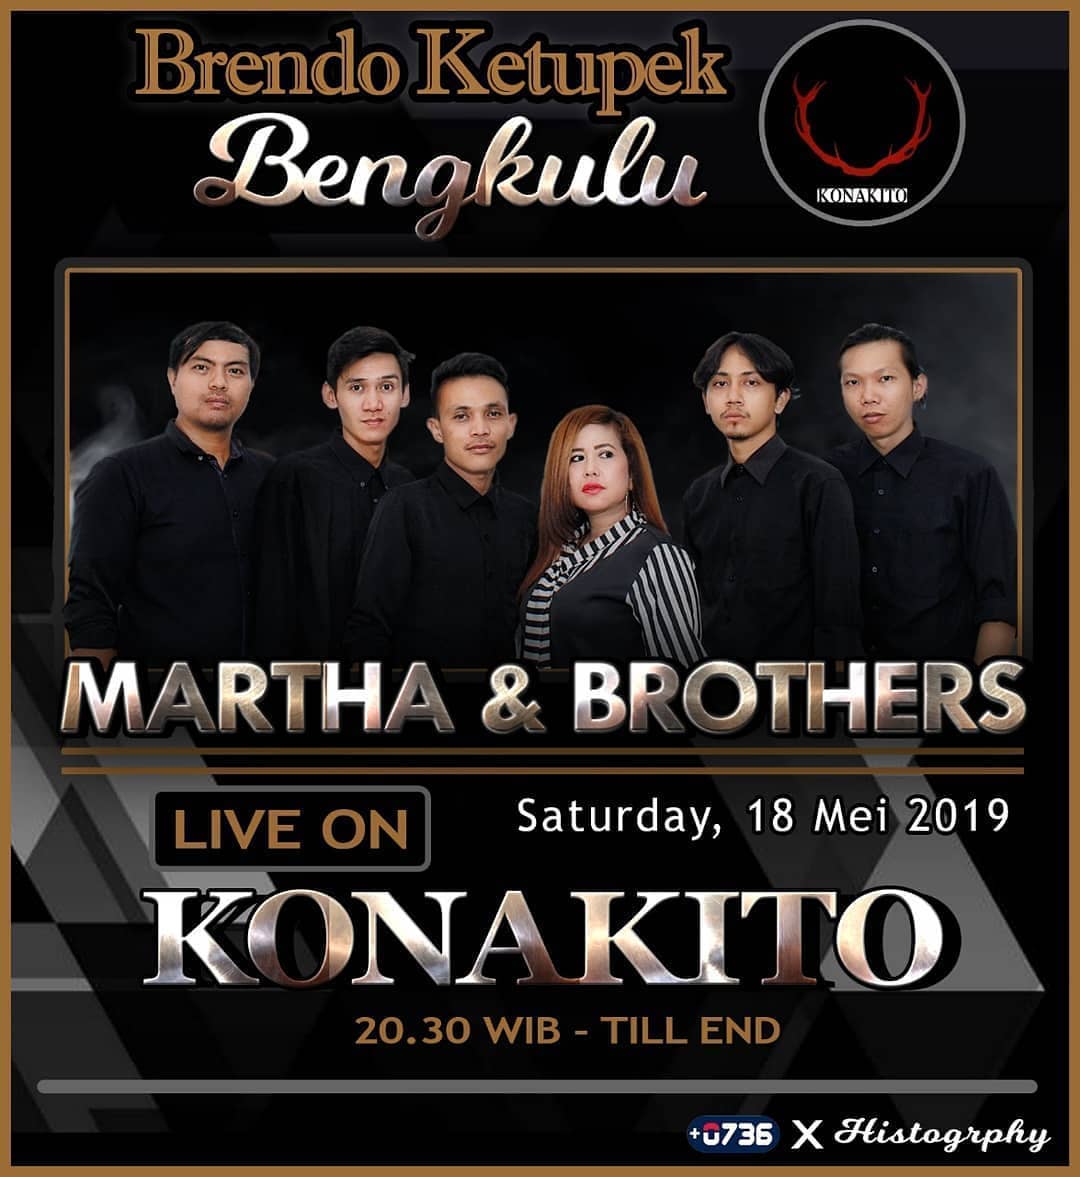 Brendo Ketupek
Bengkulu
KONAKITO
MARTHA & BROTHERS
LIVE ON
Saturday, 18 Mei 2019
KONAKITO
20.30 WIB - TILL END
+0736 X Histogrphy